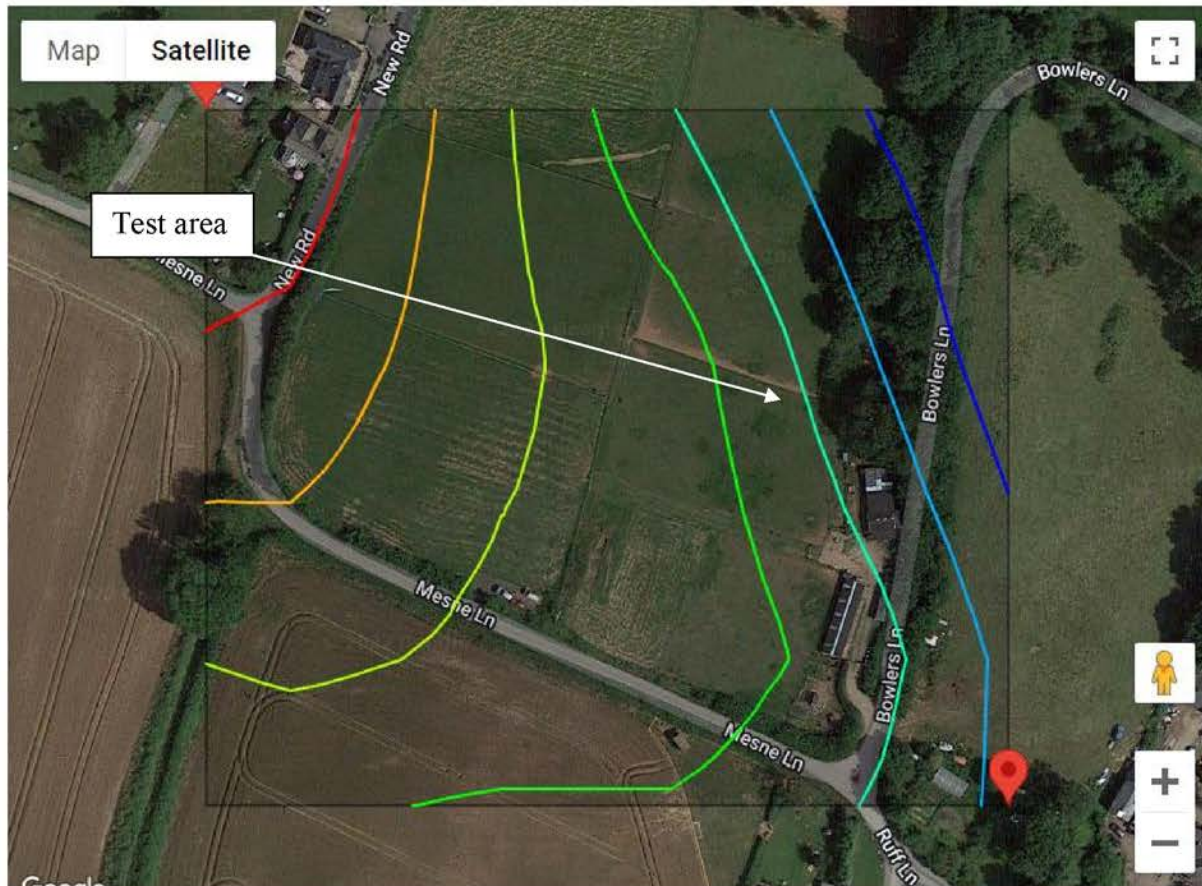 Map
Satellite
New Rd
Bowlers Ln
Test area
New Rd
Mesne Ln
Bowlers Ln
Mesne Ln
Bowlers Ln
Mesne Ln
Ruff Ln
Google